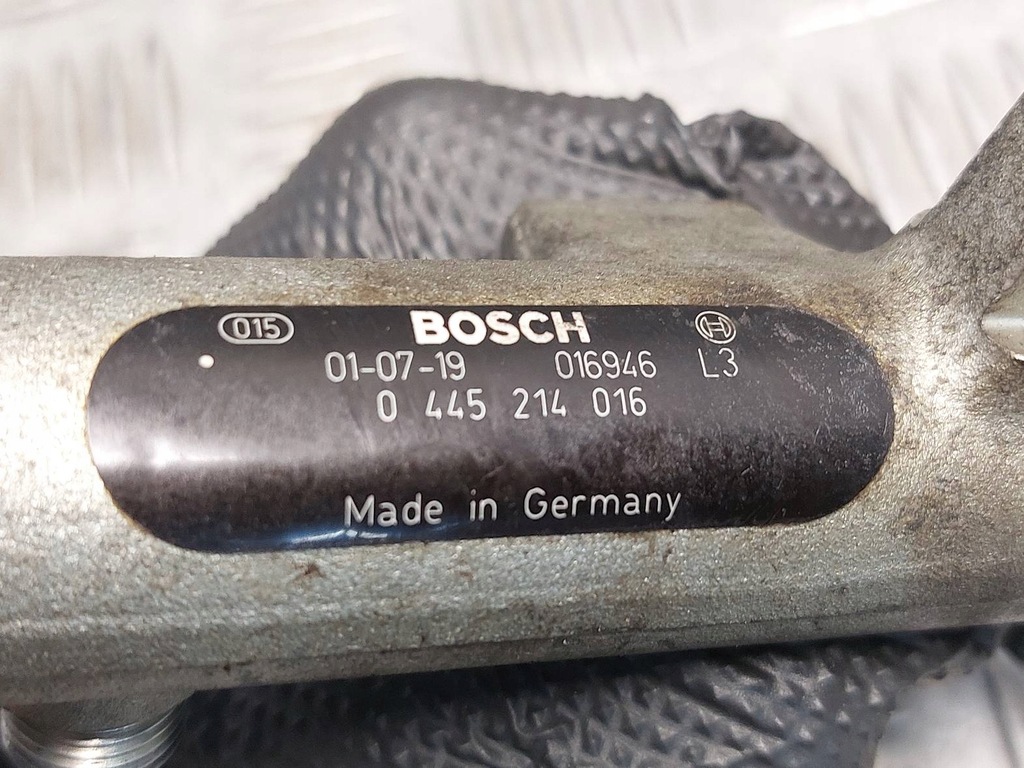 015 BOSCH
01-07-19 016946 L3
0 445 214 016
Made in Germany